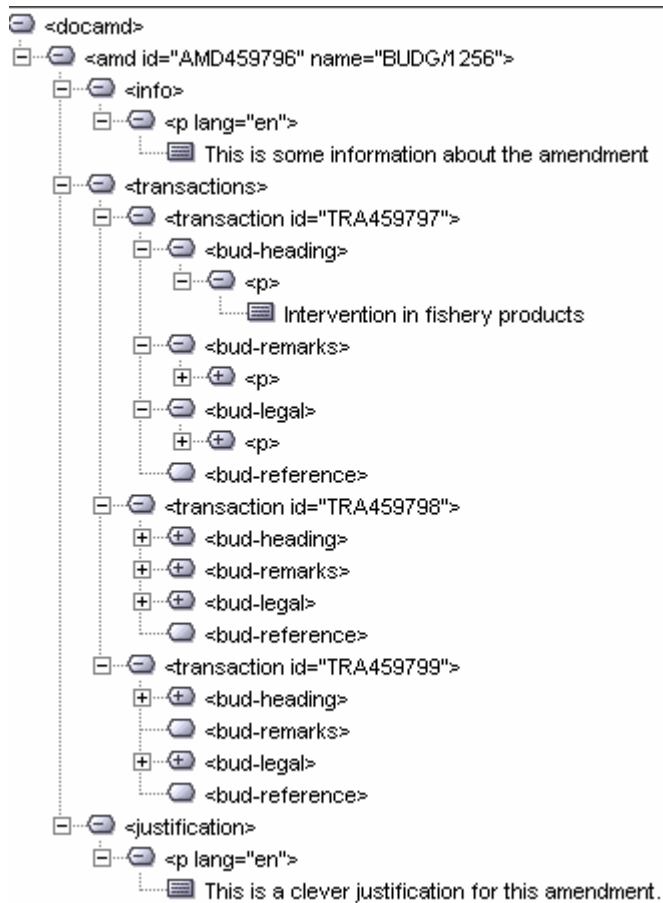 <docamd>
<amd id="AMD459796" name="BUDG/1256">
<info>
<p lang="en">
This is some information about the amendment
<transactions>
<transaction id="TRA459797">
<bud-heading>
<p>
Intervention in fishery products
<bud-remarks>
<p>
<bud-legal>
<p>
<bud-reference>
<transaction id="TRA459798">
<bud-heading>
<bud-remarks>
<bud-legal>
<bud-reference>
<transaction id="TRA459799">
<bud-heading>
<bud-remarks>
<bud-legal>
<bud-reference>
<justification>
<p lang="en">
This is a clever justification for this amendment.